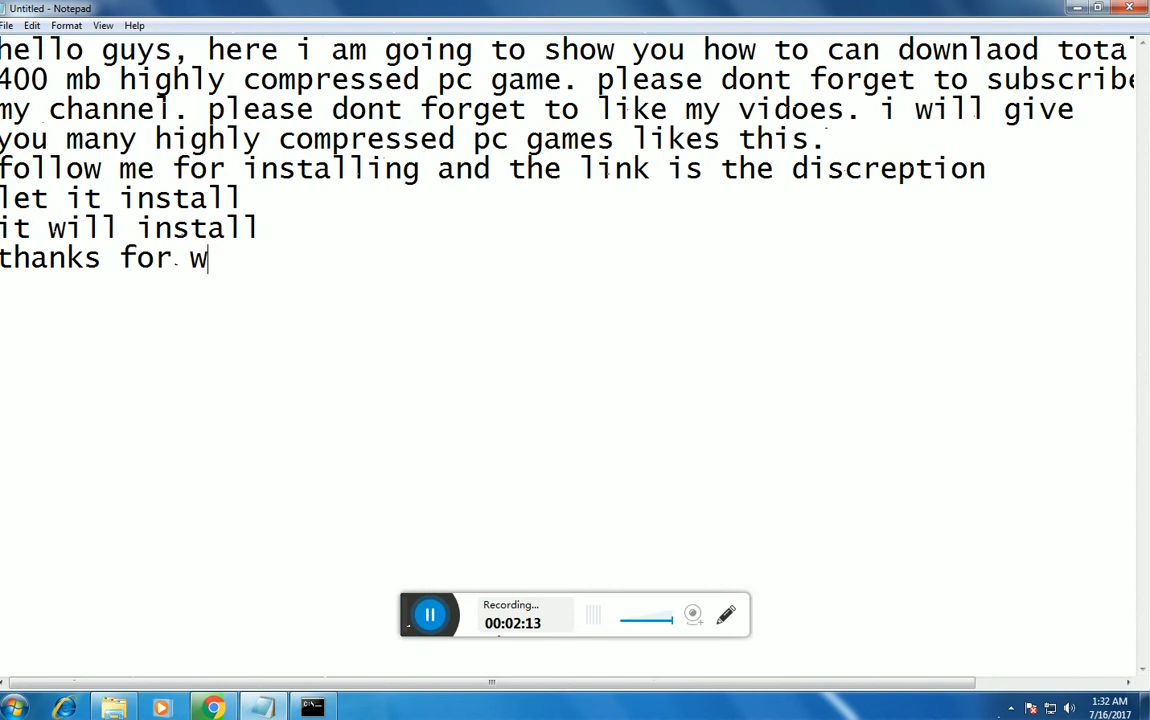 Untitled - Notepad
File Edit Format View Help
hello guys, here i am going to show you how to can downlaod total
400 mb highly compressed pc game. please dont forget to subscribe
my channel. please dont forget to like my vidoes. i will give
you many highly compressed pc games likes this.
follow me for installing and the link is the discreption
let it install
it will install
thanks for w
Recording...
00:02:13
1:32 AM
7/16/2017